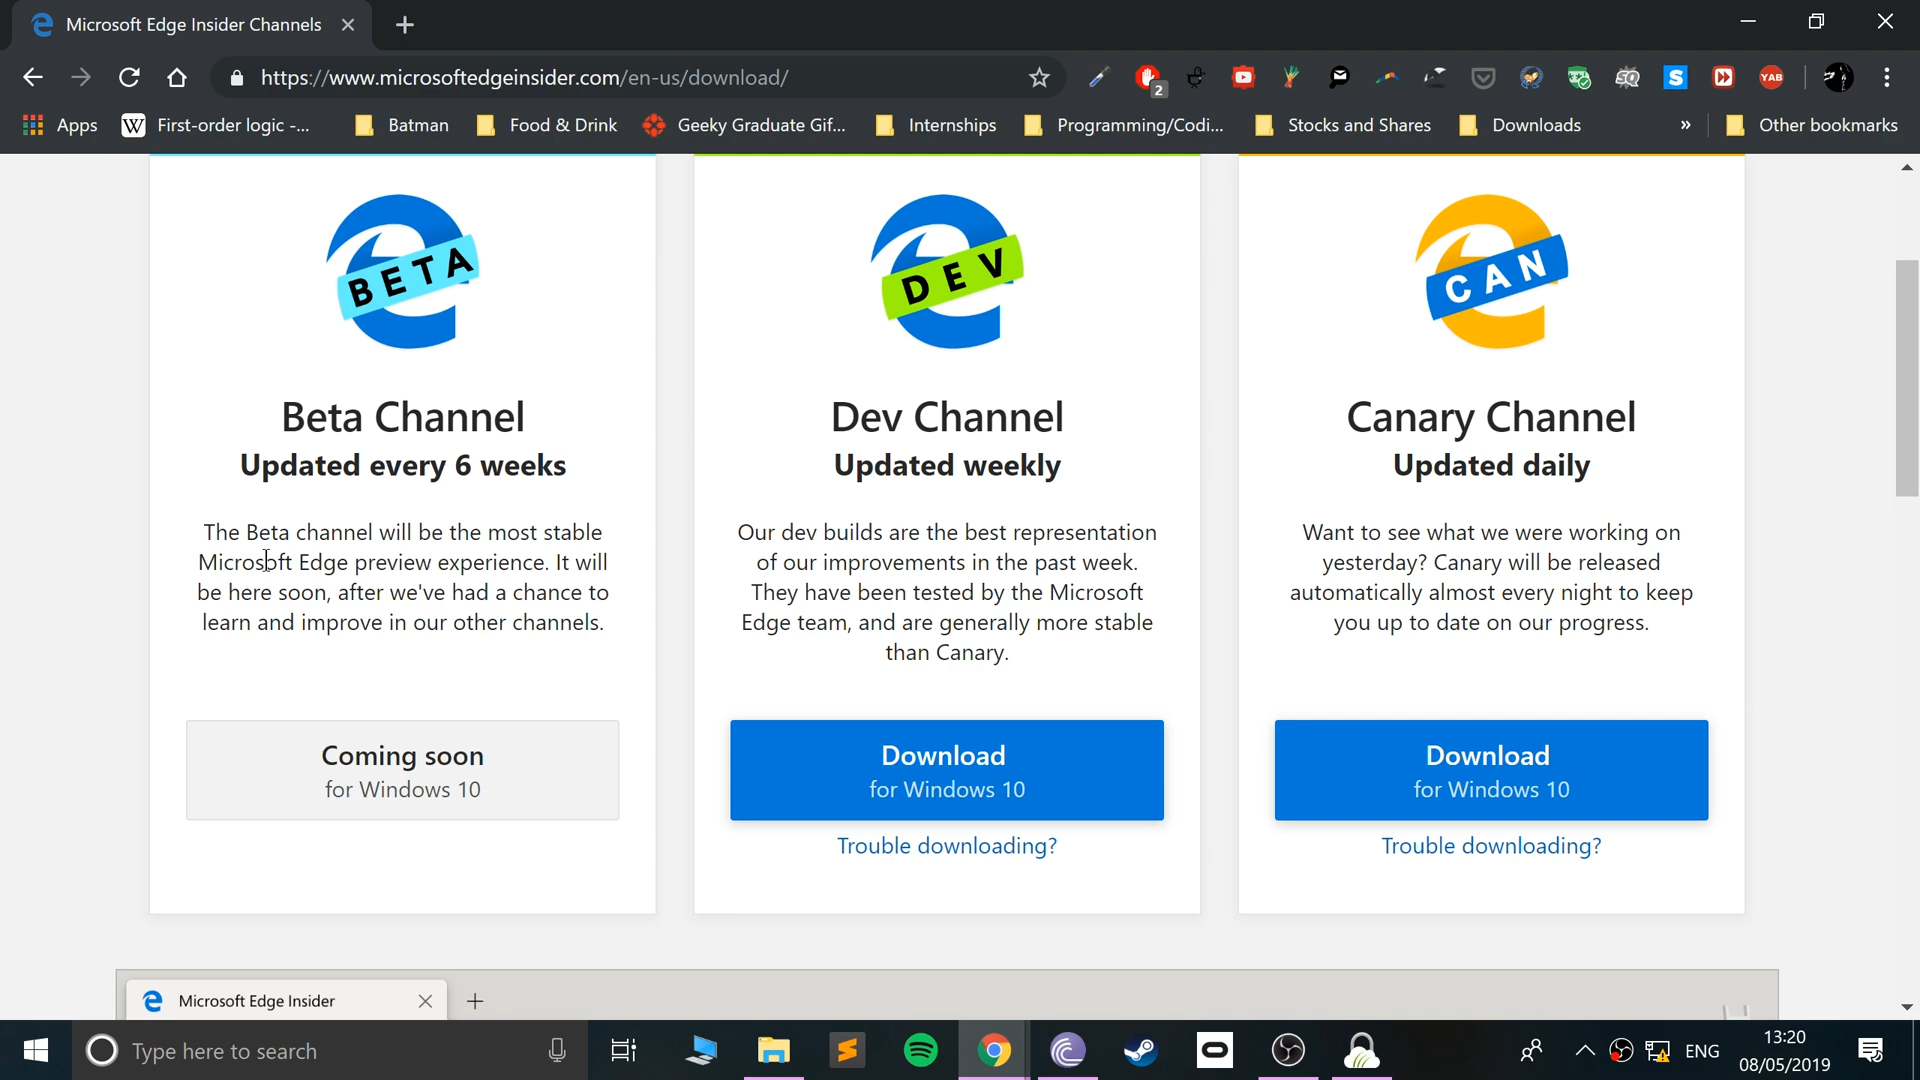 Microsoft Edge Insider Channels
https://www.microsoftedgeinsider.com/en-us/download/
2
YAB
Apps
W First-order logic -...
Batman
Food & Drink
Geeky Graduate Gif...
Internships
Programming/Codi...
Stocks and Shares
Downloads
»
Other bookmarks
BETA
Beta Channel
Updated every 6 weeks
The Beta channel will be the most stable
Microsoft Edge preview experience. It will
be here soon, after we've had a chance to
learn and improve in our other channels.
Coming soon
for Windows 10
DEV
Dev Channel
Updated weekly
Our dev builds are the best representation
of our improvements in the past week.
They have been tested by the Microsoft
Edge team, and are generally more stable
than Canary.
Download
for Windows 10
Trouble downloading?
CAN
Canary Channel
Updated daily
Want to see what we were working on
yesterday? Canary will be released
automatically almost every night to keep
you up to date on our progress.
Download
for Windows 10
Trouble downloading?
Microsoft Edge Insider
Type here to search
ENG
13:20
08/05/2019